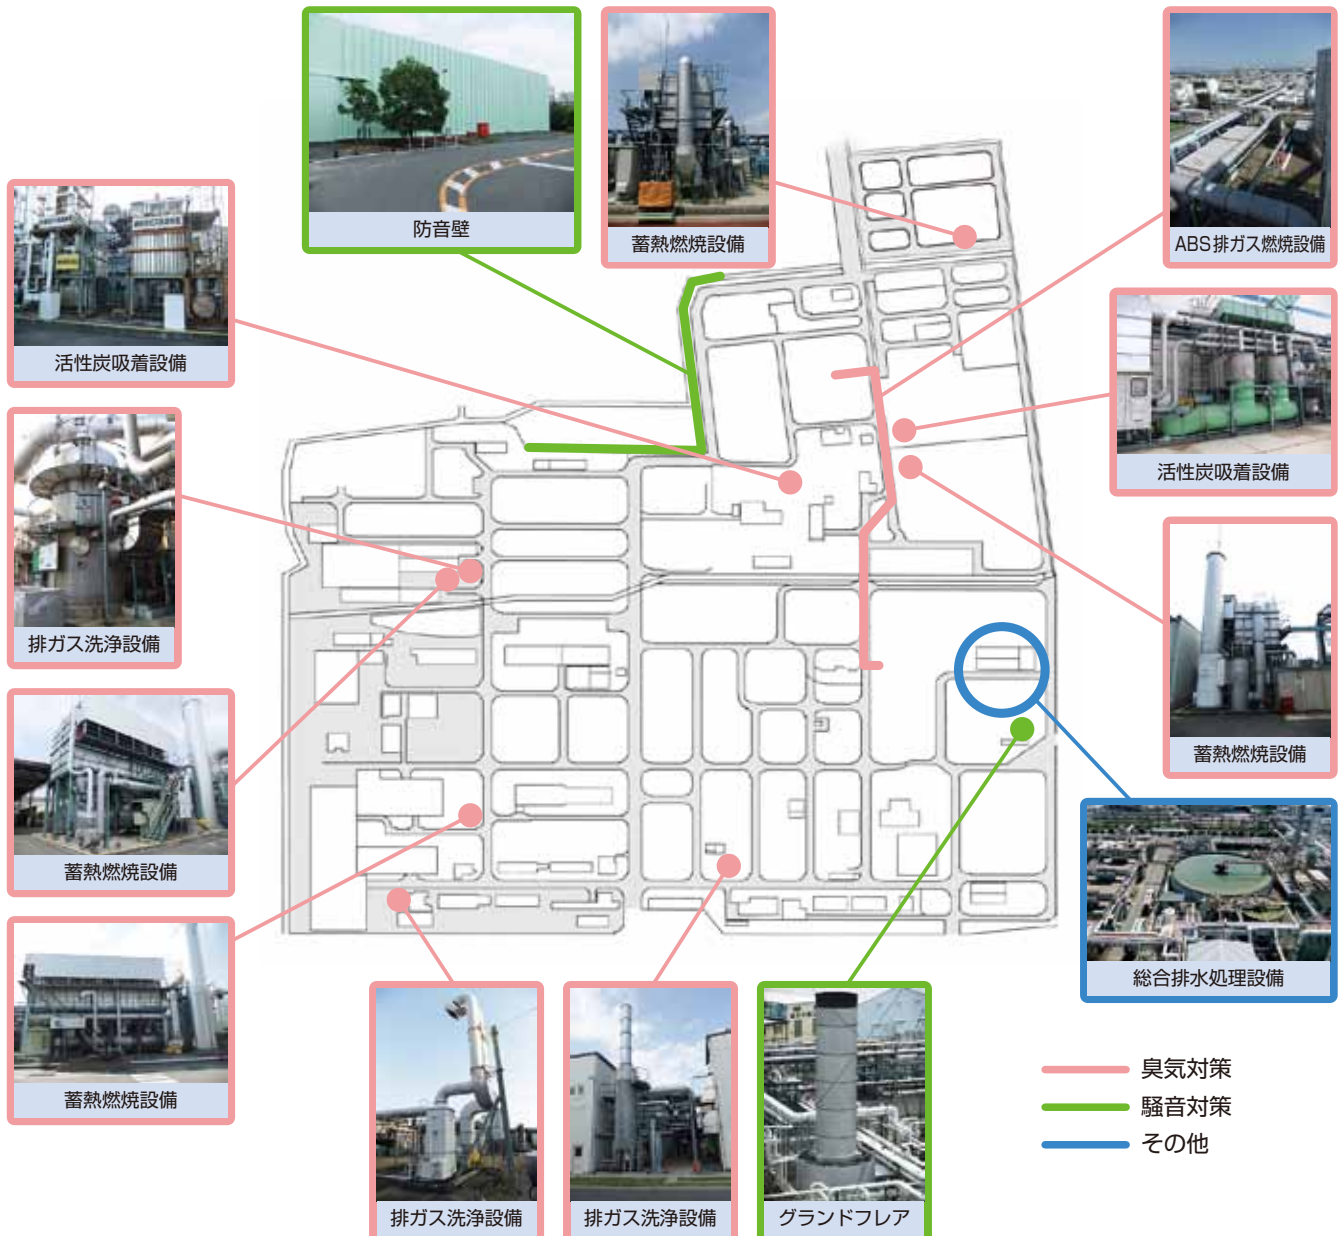 防音壁
蓄熱燃焼設備
ABS排ガス燃焼設備
活性炭吸着設備
活性炭吸着設備
排ガス洗浄設備
蓄熱燃焼設備
蓄熱燃焼設備
総合排水処理設備
蓄熱燃焼設備
排ガス洗浄設備
排ガス洗浄設備
グランドフレア
臭気対策
騒音対策
その他